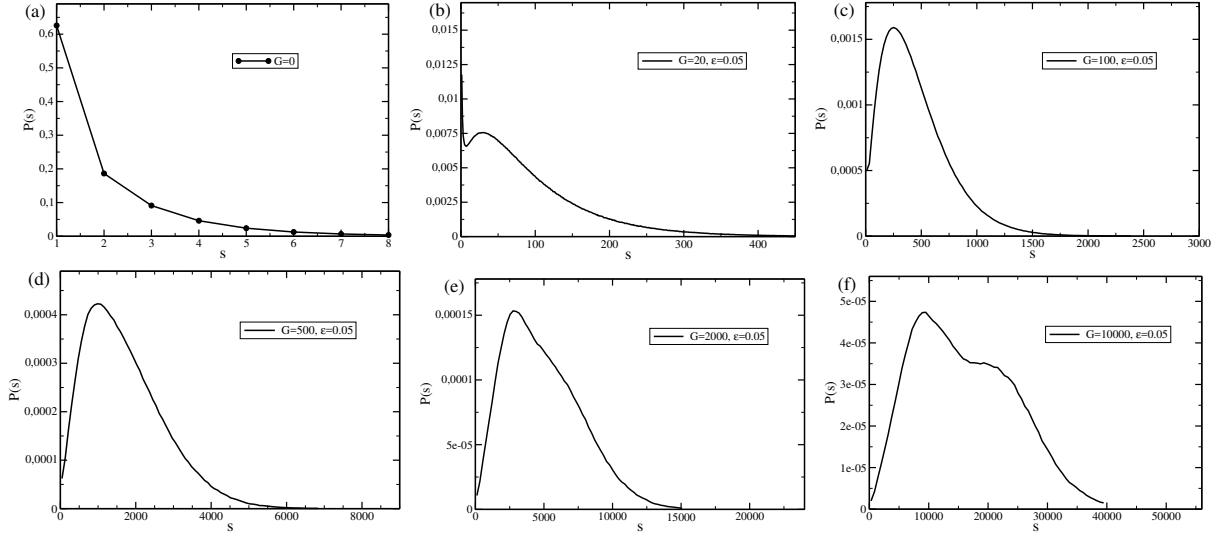 (a)
0,6
0,5
0,4
0,3
0,2
0,1
0
P(s)
G=0
1 2 3 4 5 6 7 8
s
(b)
0,015
0,0125
0,01
0,0075
0,005
0,0025
0
P(s)
G=20, ε=0.05
0 100 200 300 400
s
(c)
0,0015
0,001
0,0005
0
P(s)
G=100, ε=0.05
0 500 1000 1500 2000 2500 3000
s
(d)
0,0004
0,0003
0,0002
0,0001
0
P(s)
G=500, ε=0.05
0 2000 4000 6000 8000
s
(e)
0,00015
0,0001
5e-05
0
P(s)
G=2000, ε=0.05
0 5000 10000 15000 20000
s
(f)
5e-05
4e-05
3e-05
2e-05
1e-05
0
P(s)
G=10000, ε=0.05
0 10000 20000 30000 40000 50000
s